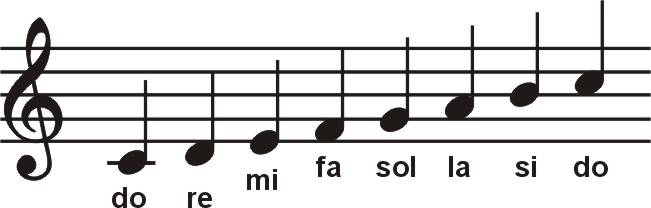 do re mi fa sol la si do